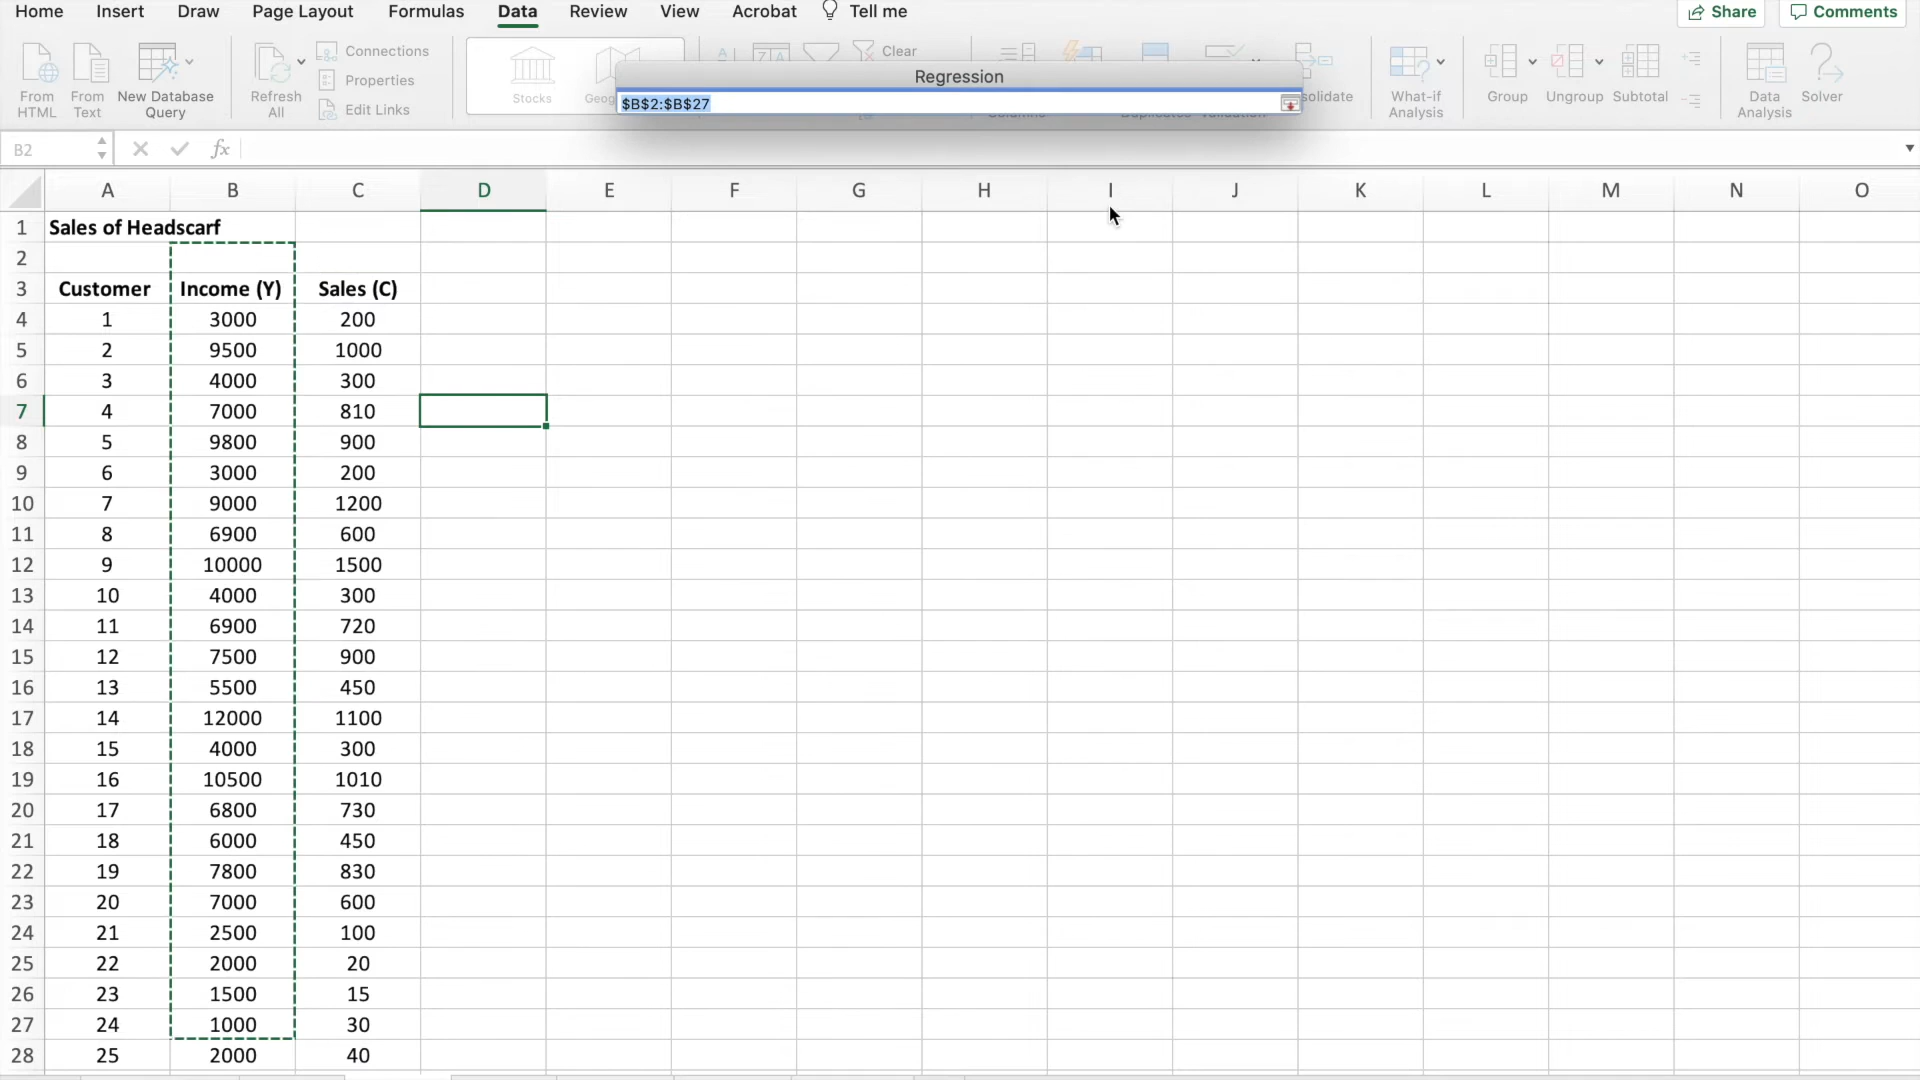 Home Insert Draw Page Layout Formulas Data Review View Acrobat Tell me Share Comments
From HTML
From Text
New Database Query
Refresh All
Connections
Properties
Edit Links
Stocks
Clear
What-if Analysis
Group
Ungroup
Subtotal
Data Analysis
Solver
Regression
$B$2:$B$27
B2 fx
A B C D E F G H I J K L M N O
1 Sales of Headscarf
2
3 Customer Income (Y) Sales (C)
4 1 3000 200
5 2 9500 1000
6 3 4000 300
7 4 7000 810
8 5 9800 900
9 6 3000 200
10 7 9000 1200
11 8 6900 600
12 9 10000 1500
13 10 4000 300
14 11 6900 720
15 12 7500 900
16 13 5500 450
17 14 12000 1100
18 15 4000 300
19 16 10500 1010
20 17 6800 730
21 18 6000 450
22 19 7800 830
23 20 7000 600
24 21 2500 100
25 22 2000 20
26 23 1500 15
27 24 1000 30
28 25 2000 40